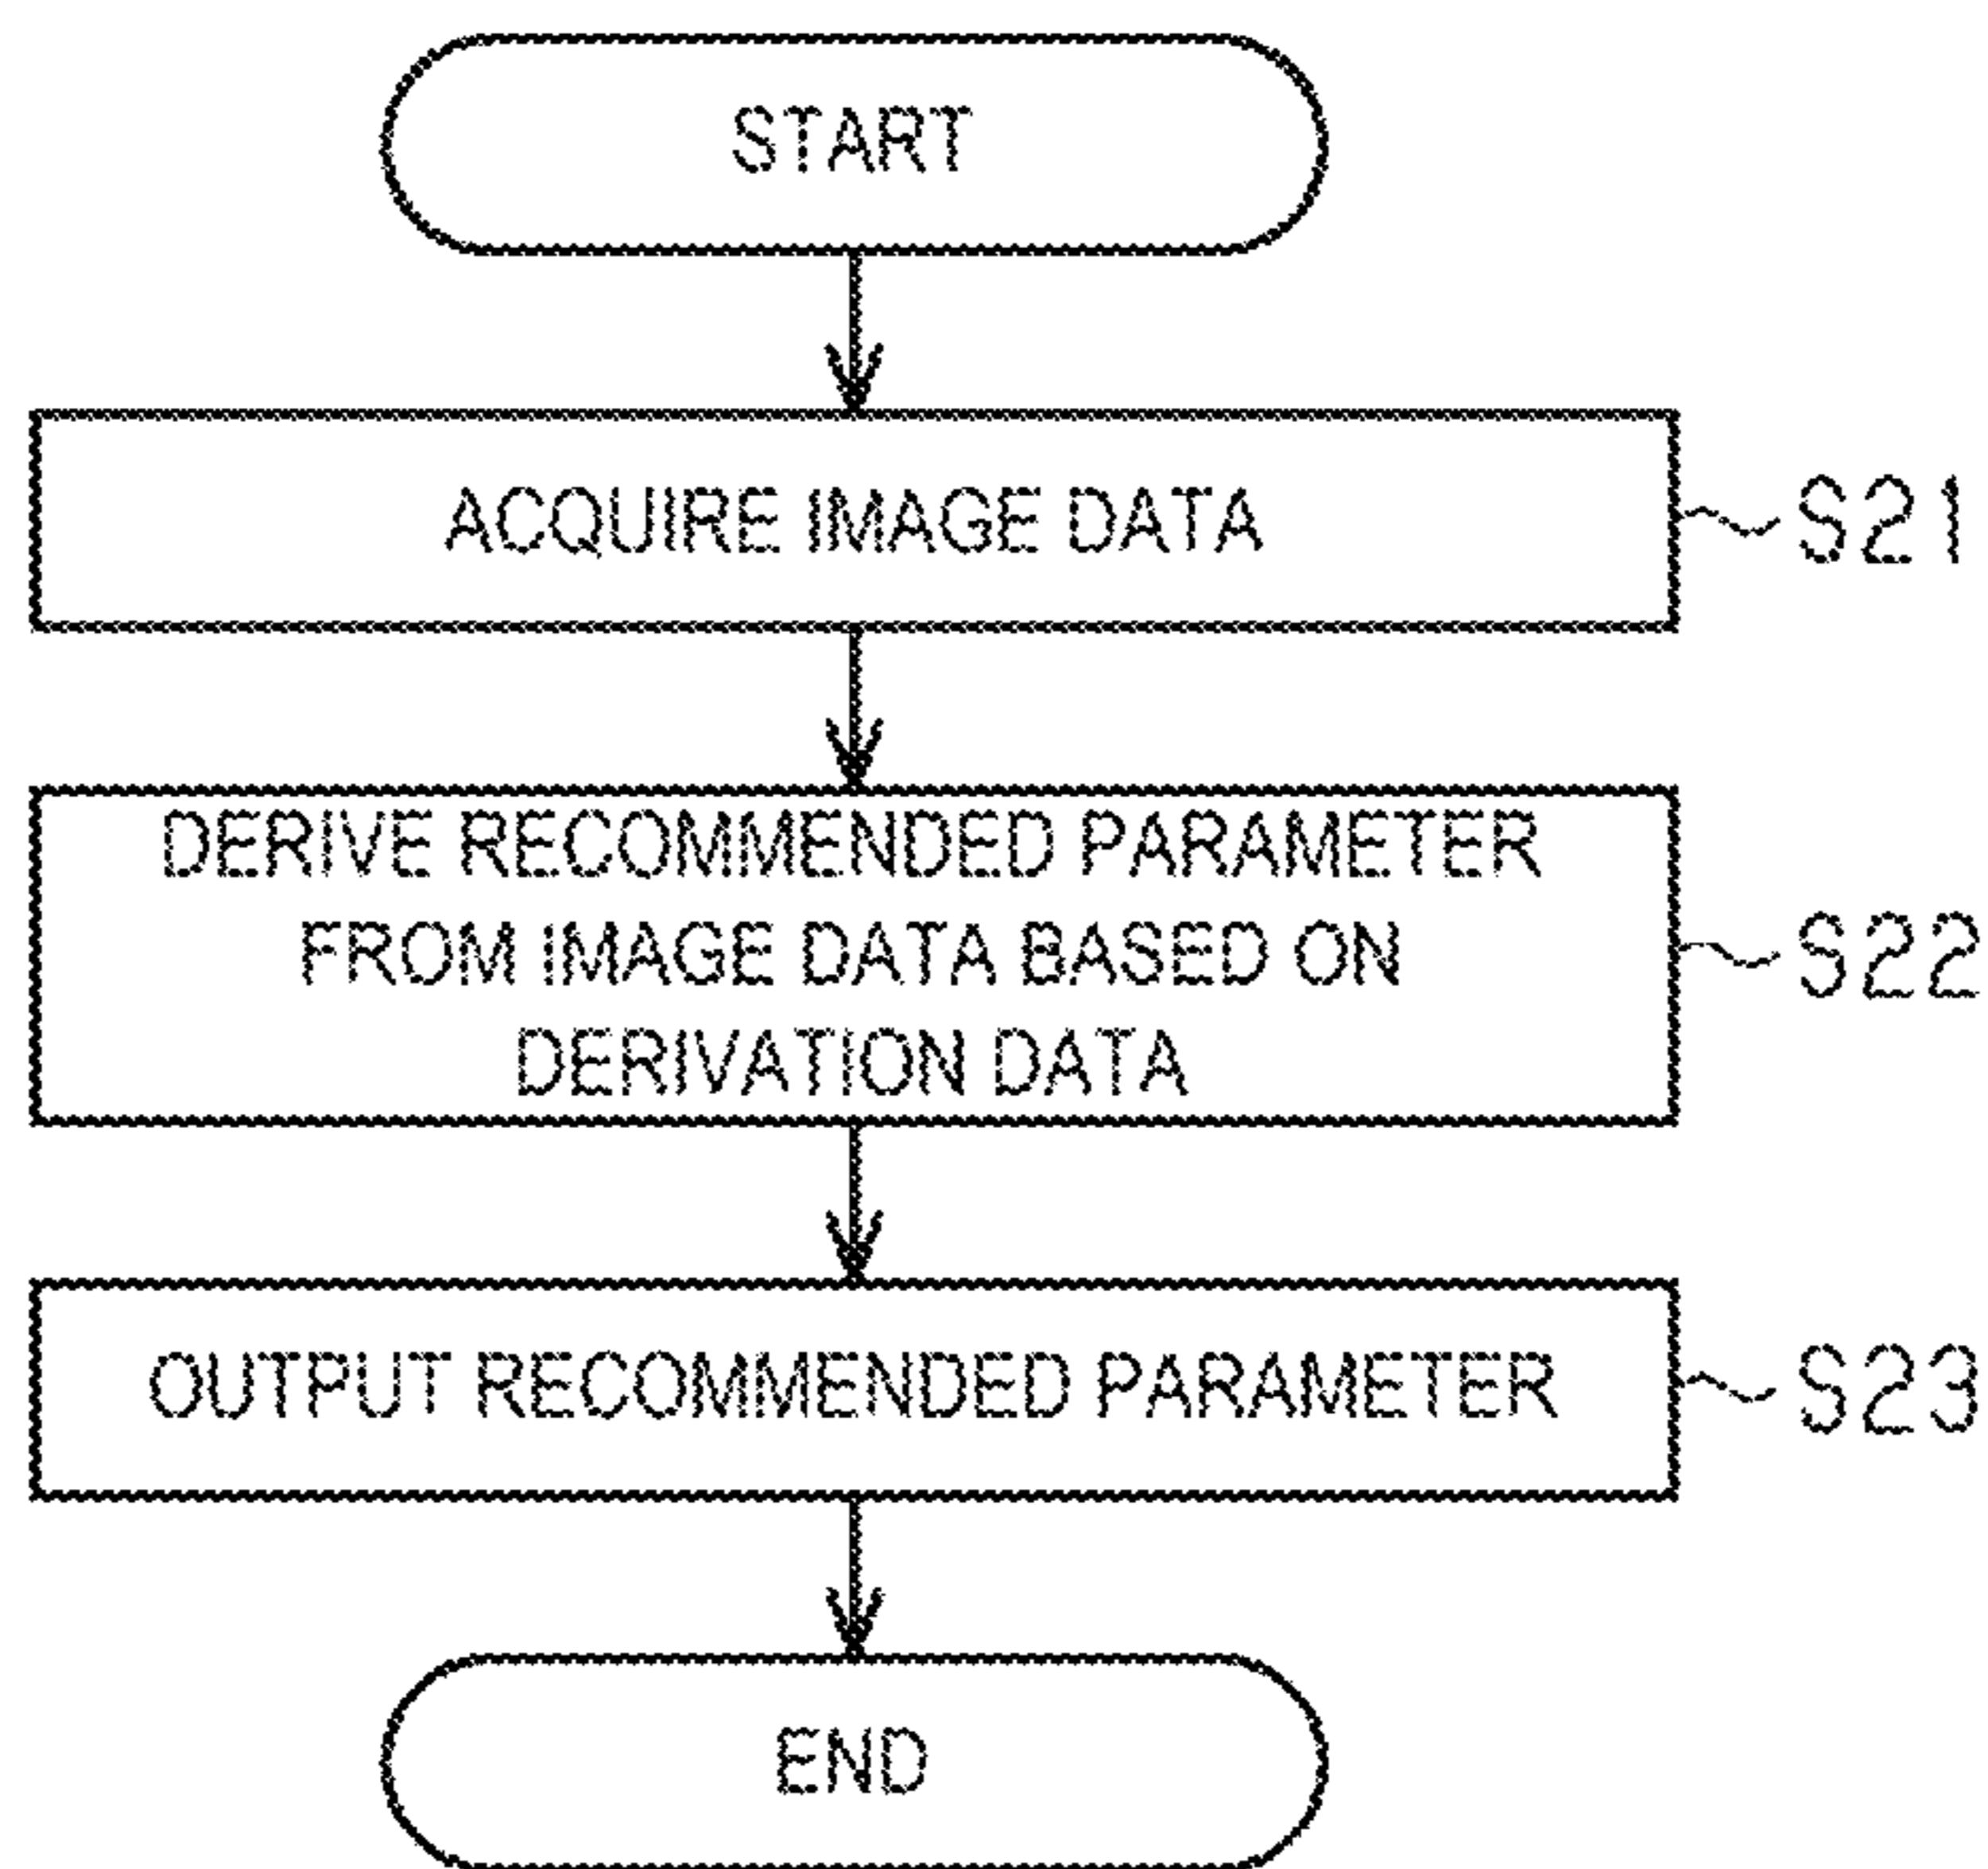 START
ACQUIRE IMAGE DATA
S21
DERIVE RECOMMENDED PARAMETER
FROM IMAGE DATA BASED ON
DERIVATION DATA
S22
OUTPUT RECOMMENDED PARAMETER
S23
END